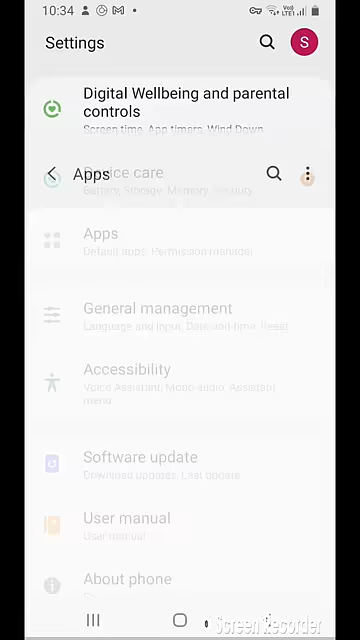 10:34
Settings
S
Digital Wellbeing and parental
controls
Screen time, App timers, Wind Down
Device care
Apps
Battery, Storage, Memory, Security
Apps
Default apps, Permission manager
General management
Language and input, Date and time, Reset
Accessibility
Voice Assistant, Mono audio, Assistant
menu
Software update
Download updates, Last update
User manual
User manual
About phone
Screen Recorder